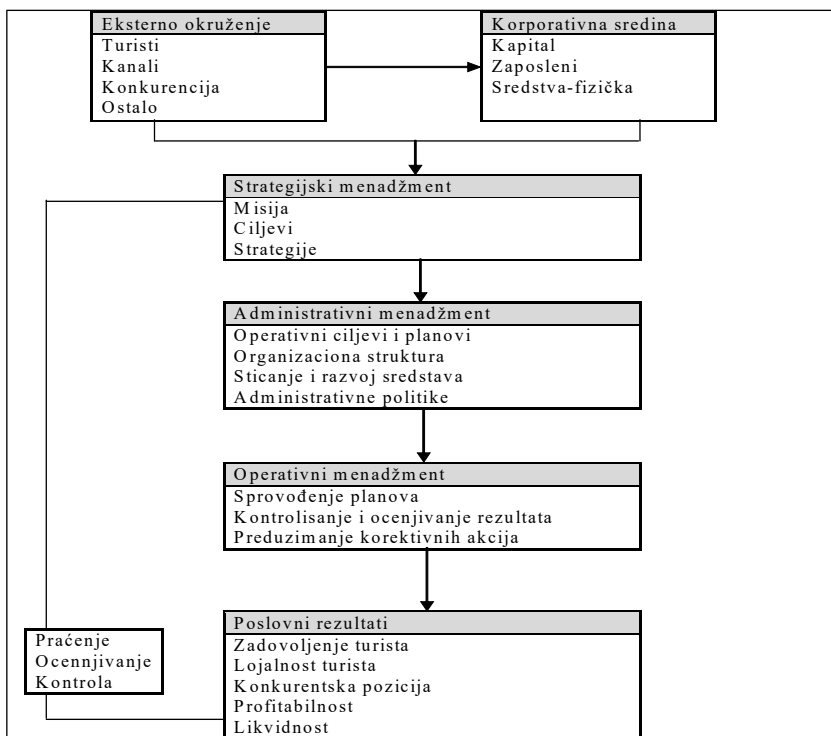 Eksterno okruženje
Turisti
Kanali
Konkurencija
Ostalo
Korporativna sredina
Kapital
Zaposleni
Sredstva-fizička
Strategijski menadžment
Misija
Ciljevi
Strategije
Administrativni menadžment
Operativni ciljevi i planovi
Organizaciona struktura
Sticanje i razvoj sredstava
Administrativne politike
Operativni menadžment
Sprovođenje planova
Kontrolisanje i ocenjivanje rezultata
Preduzimanje korektivnih akcija
Praćenje
Ocennjivanje
Kontrola
Poslovni rezultati
Zadovoljenje turista
Lojalnost turista
Konkurentska pozicija
Profitabilnost
Likvidnost